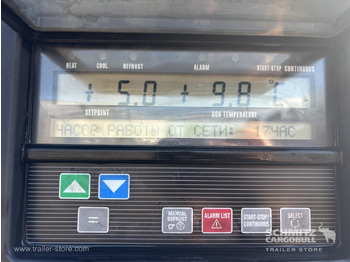 HEAT COOL DEFROST ALARM START-STOP CONTINUOUS
+ 5.0 + 9.8 °C
SETPOINT BOX TEMPERATURE
ЧАСОВ РАБОТЫ ОТ СЕТИ: 17ЧАС
=
MANUAL DEFROST
ALARM LIST
START-STOP/ CONTINUOUS
SELECT
SCHMITZ
CARGOBULL
TRAILER STORE
www.trailer-store.com